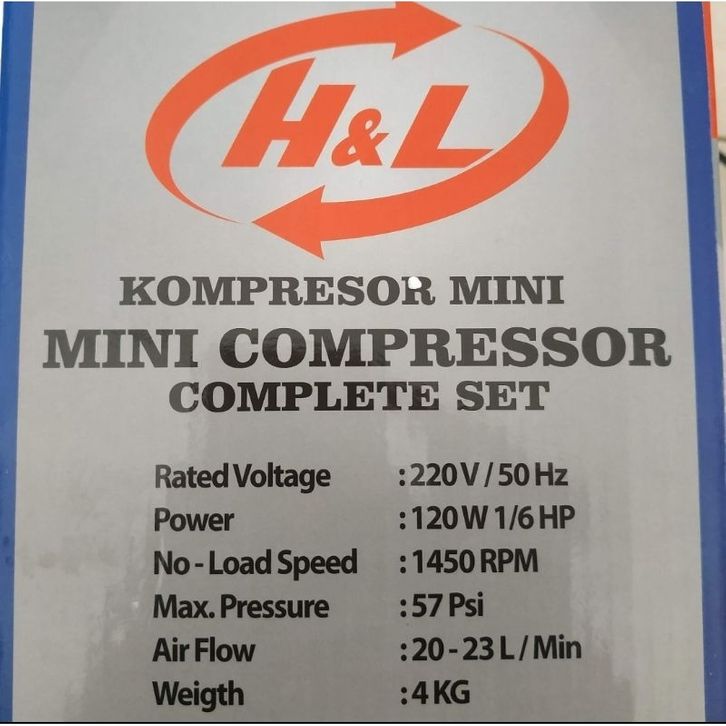 H&L
KOMPRESOR MINI
MINI COMPRESSOR
COMPLETE SET
Rated Voltage : 220 V / 50 Hz
Power : 120 W 1/6 HP
No - Load Speed : 1450 RPM
Max. Pressure : 57 Psi
Air Flow : 20 - 23 L / Min
Weigth : 4 KG